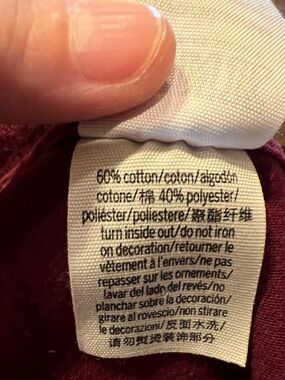 60% cotton/coton/algodón
cotone/棉 40% polyester/
poliéster/poliestere/聚酯纤维
turn inside out/do not iron
on decoration/retourner le
vêtement à l'envers/ne pas
repasser sur les ornements/
lavar del lado del revés/no
planchar sobre la decoración/
girare al rovescio/non stirare
le decorazioni/反面水洗/
请勿熨烫装饰部分